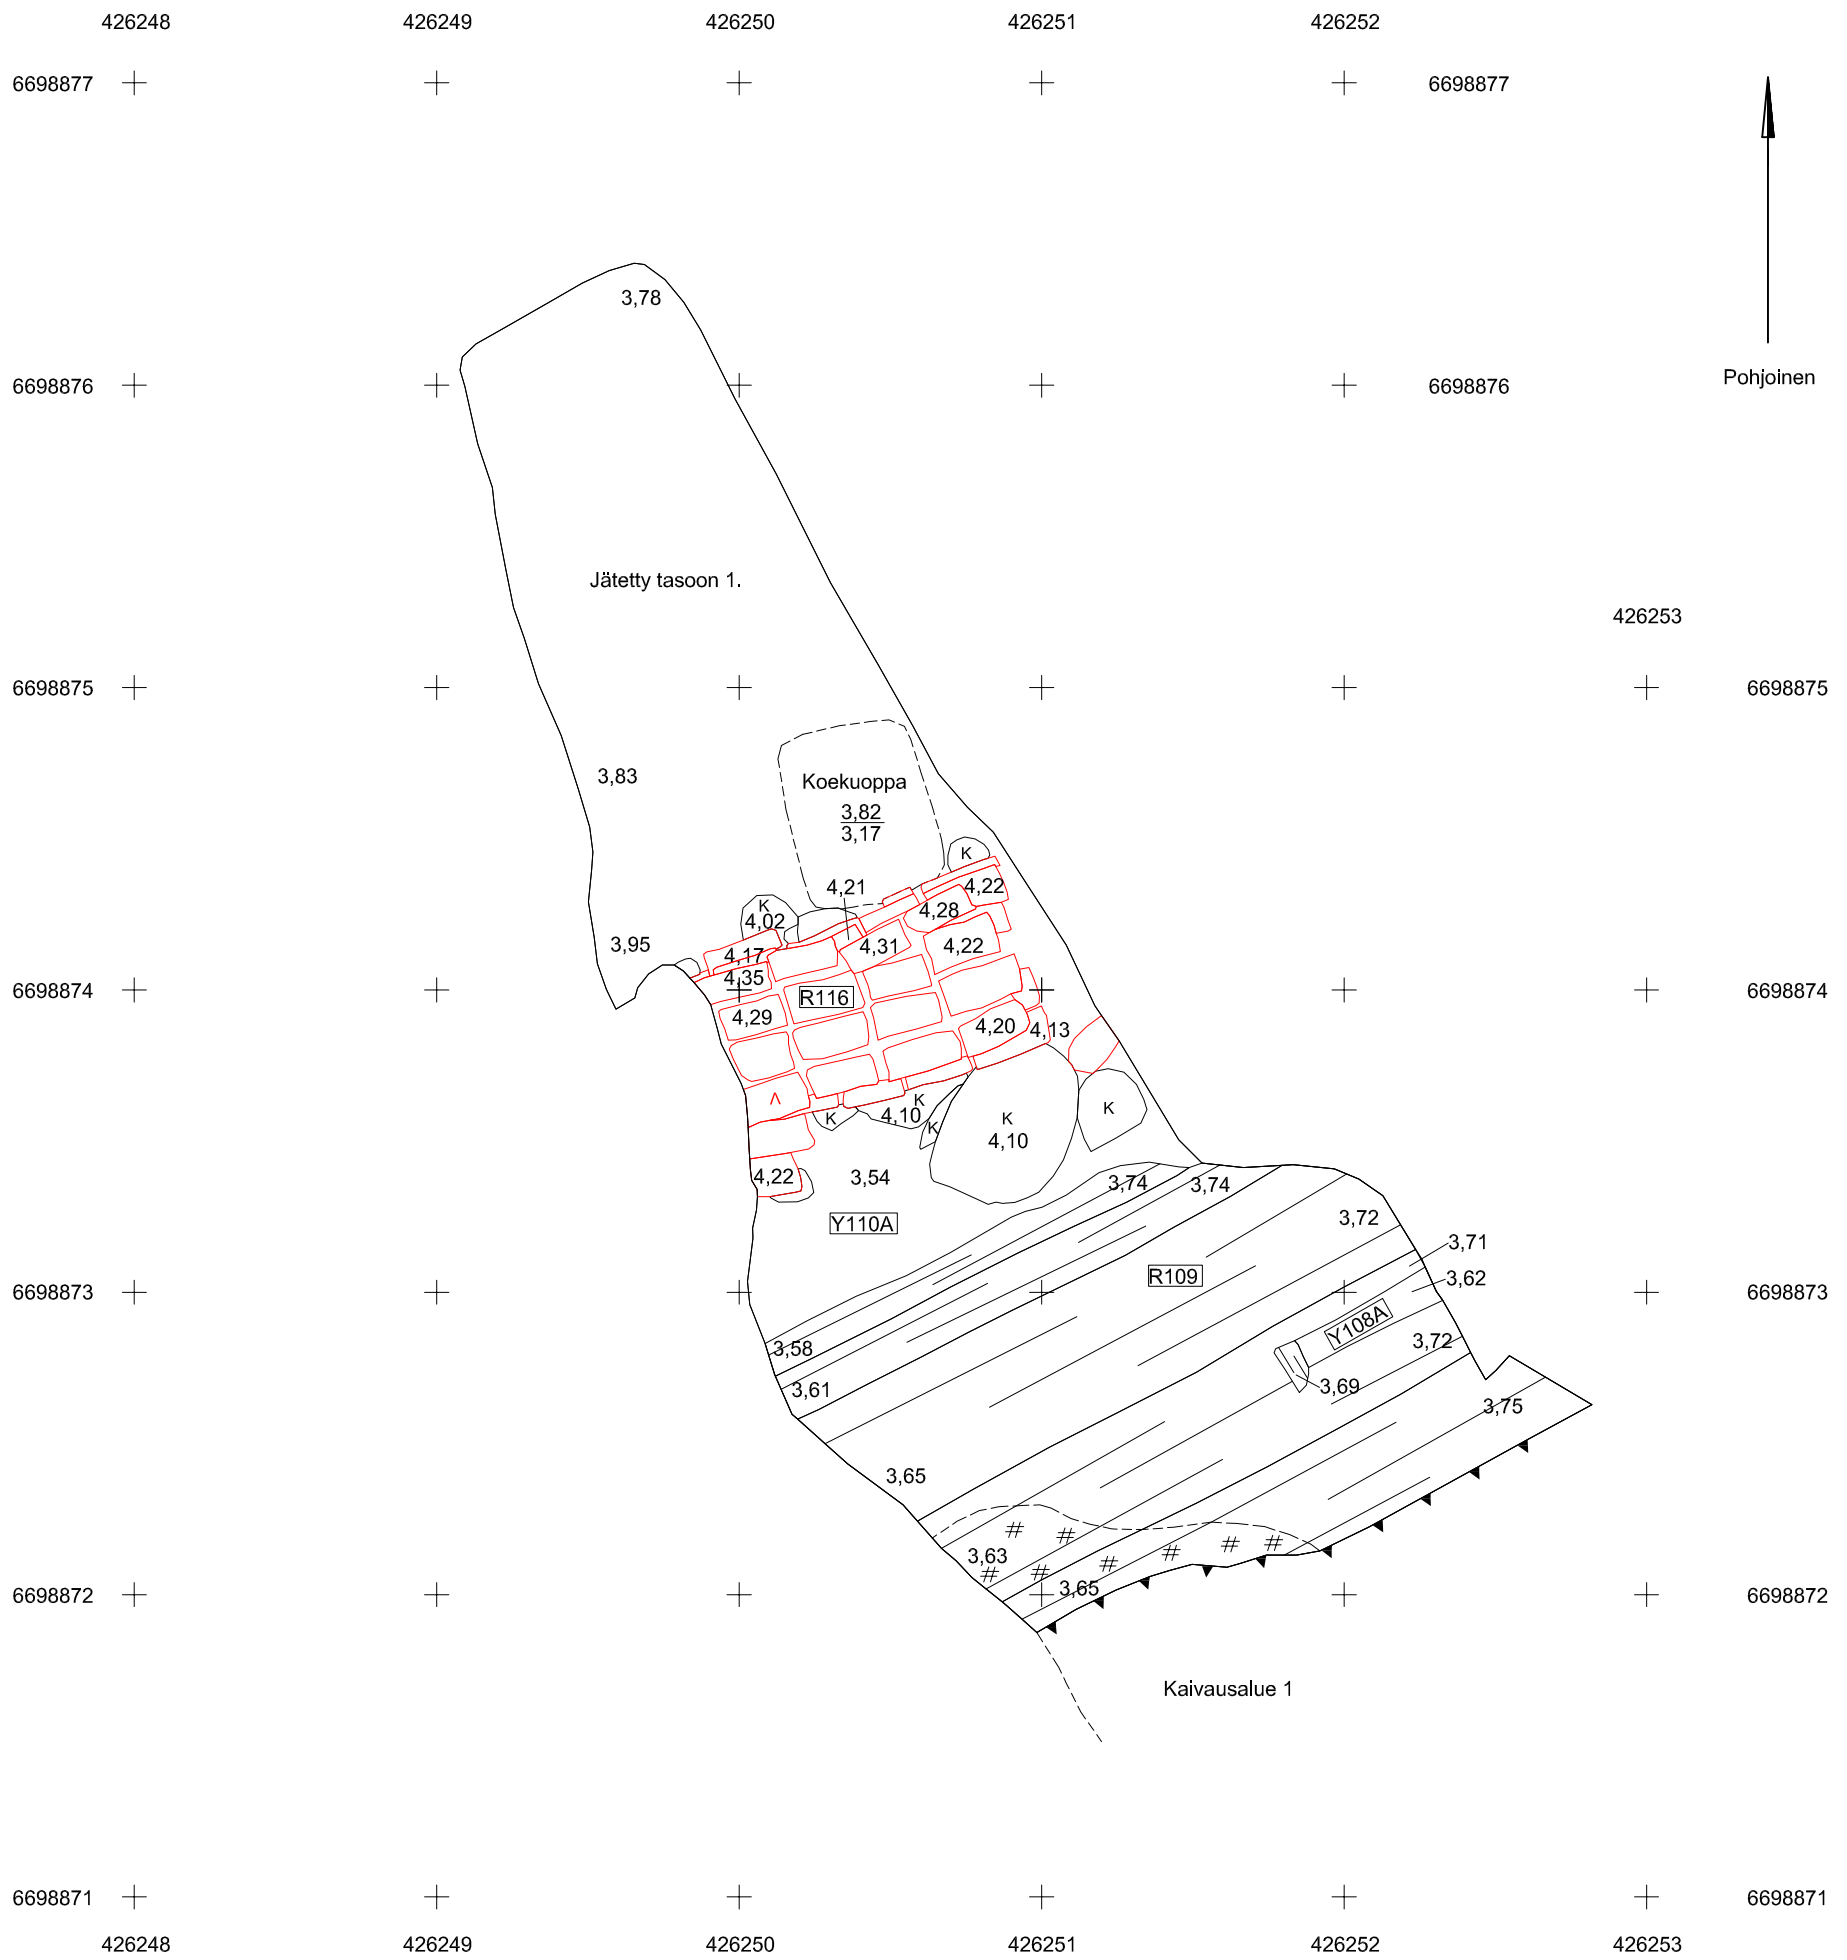 426248 426249 426250 426251 426252
6698877 6698877
6698876 6698876
Pohjoinen
3,78
Jätetty tasoon 1.
426253
6698875 6698875
3,83
Koekuoppa
3,82
3,17
K
4,21 4,22
K
4,02 4,28
3,95 4,17 4,31 4,22
4,35
6698874 R116 6698874
4,29 4,20 4,13
Λ K K
K 4,10 K K
4,10
4,22 3,54 3,74 3,74
Y110A 3,72
3,71
R109 3,62
6698873 6698873
Y108A
3,58 3,72
3,61 3,69
3,75
3,65
# # # #
3,63 # # # #
3,65
6698872 6698872
Kaivausalue 1
6698871 6698871
426248 426249 426250 426251 426252 426253